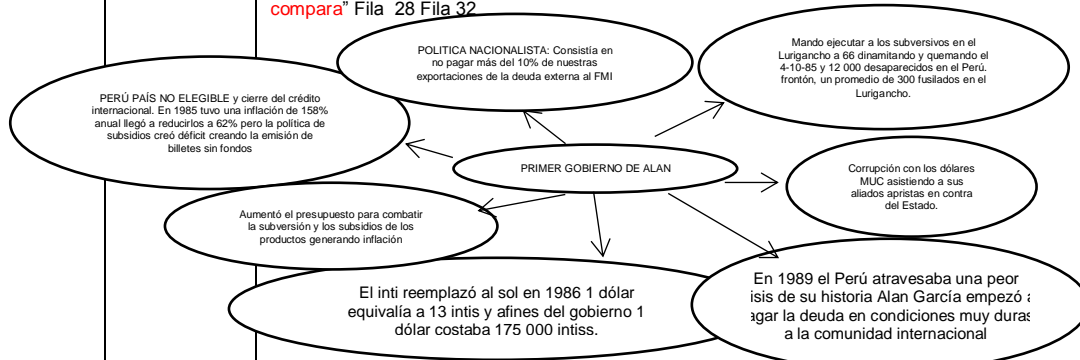 compara” Fila 28 Fila 32
POLITICA NACIONALISTA: Consistía en
no pagar más del 10% de nuestras
exportaciones de la deuda externa al FMI
Mando ejecutar a los subversivos en el
Lurigancho a 66 dinamitando y quemando el
4-10-85 y 12 000 desaparecidos en el Perú.
frontón, un promedio de 300 fusilados en el
Lurigancho.
PERÚ PAÍS NO ELEGIBLE y cierre del crédito
internacional. En 1985 tuvo una inflación de 158%
anual llegó a reducirlos a 62% pero la política de
subsidios creó déficit creando la emisión de
billetes sin fondos
PRIMER GOBIERNO DE ALAN
Corrupción con los dólares
MUC asistiendo a sus
aliados apristas en contra
del Estado.
Aumentó el presupuesto para combatir
la subversión y los subsidios de los
productos generando inflación
El inti reemplazó al sol en 1986 1 dólar
equivalía a 13 intis y afines del gobierno 1
dólar costaba 175 000 intiss.
En 1989 el Perú atravesaba una peor
isis de su historia Alan García empezó a
agar la deuda en condiciones muy duras
a la comunidad internacional